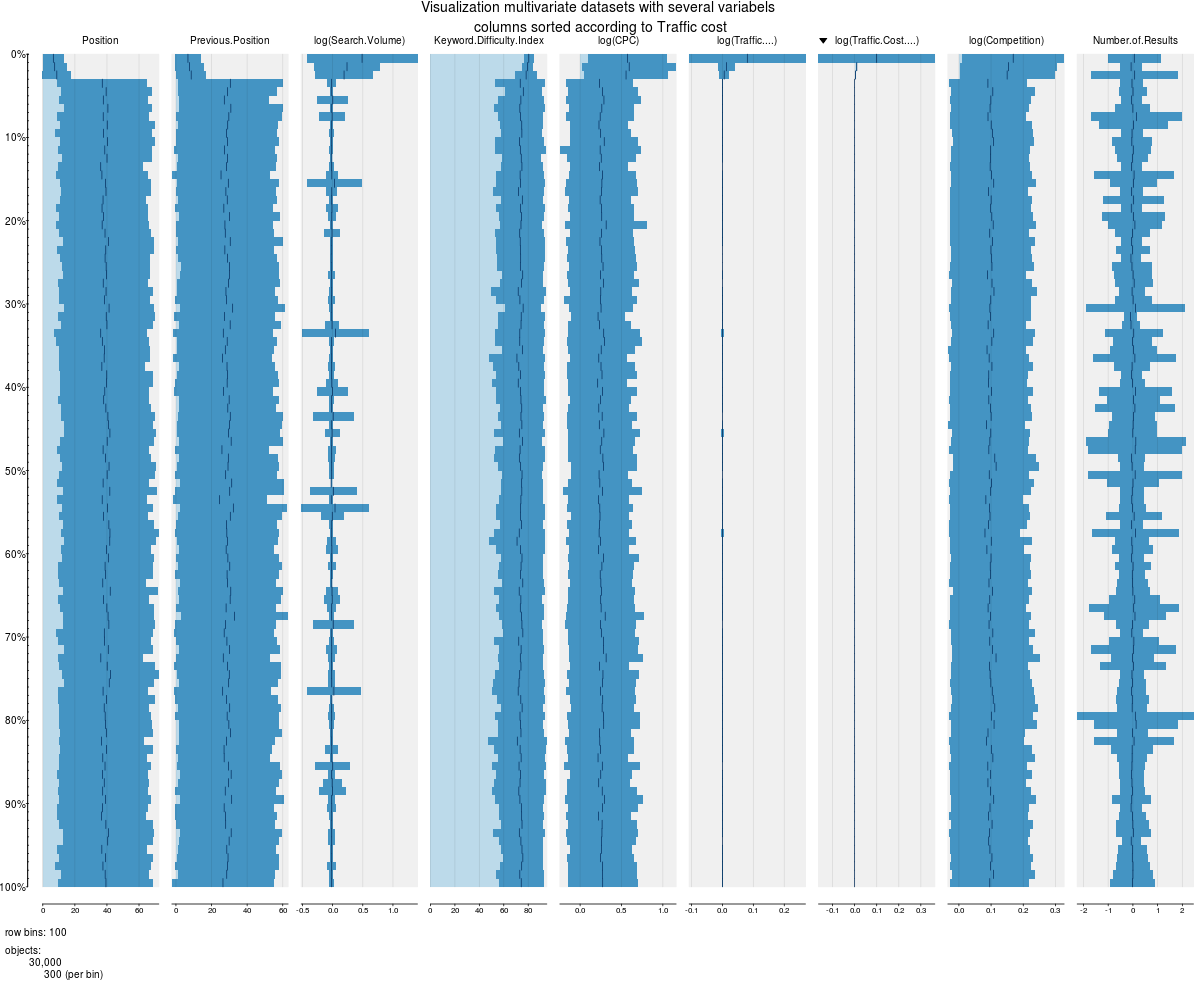 Visualization multivariate datasets with several variabels
columns sorted according to Traffic cost
Position Previous.Position log(Search.Volume) Keyword.Difficulty.Index log(CPC) log(Traffic....) log(Traffic.Cost....) log(Competition) Number.of.Results
0%
10%
20%
30%
40%
50%
60%
70%
80%
90%
100%
0 20 40 60 0 20 40 60 -0.5 0.0 0.5 1.0 0 20 40 60 80 0.0 0.5 1.0 -0.1 0.0 0.1 0.2 -0.1 0.0 0.1 0.2 0.3 0.0 0.1 0.2 0.3 -2 -1 0 1 2
row bins: 100
objects:
30,000
300 (per bin)